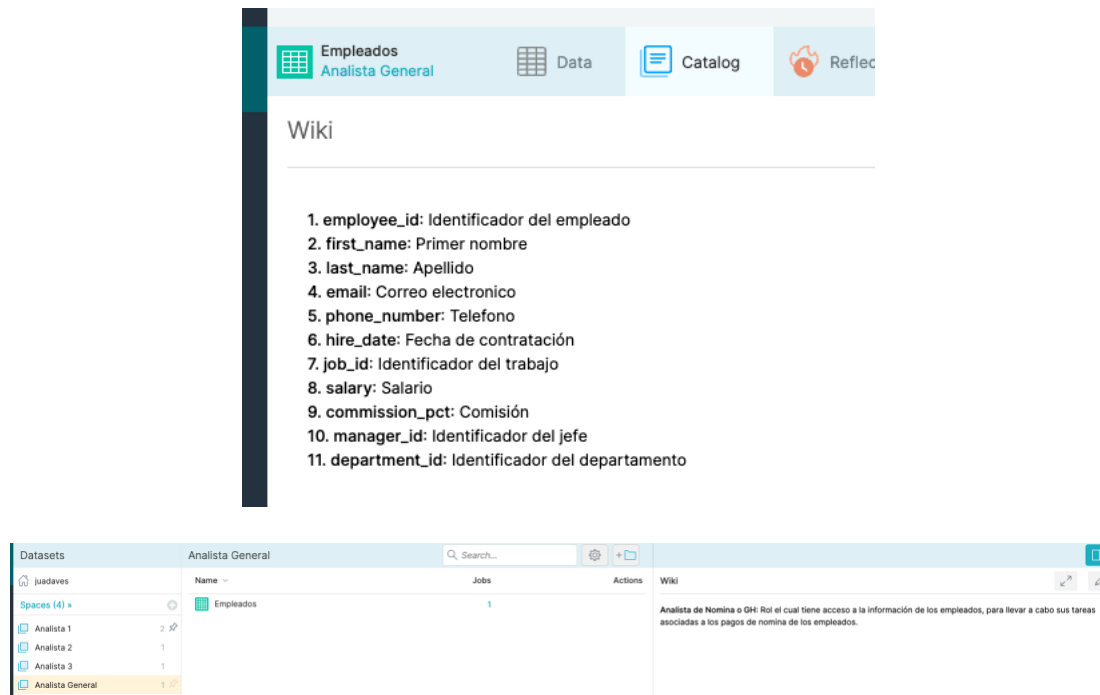 Empleados
Analista General
Data
Catalog
Reflec
Wiki
1. employee_id: Identificador del empleado
2. first_name: Primer nombre
3. last_name: Apellido
4. email: Correo electronico
5. phone_number: Telefono
6. hire_date: Fecha de contratación
7. job_id: Identificador del trabajo
8. salary: Salario
9. commission_pct: Comisión
10. manager_id: Identificador del jefe
11. department_id: Identificador del departamento
Datasets
Analista General
Search...
juadaves
Name
Jobs
Actions
Wiki
Spaces (4) »
Empleados
1
Analista de Nomina o GH: Rol el cual tiene acceso a la información de los empleados, para llevar a cabo sus tareas
asociadas a los pagos de nomina de los empleados.
Analista 1 2
Analista 2 1
Analista 3 1
Analista General 1